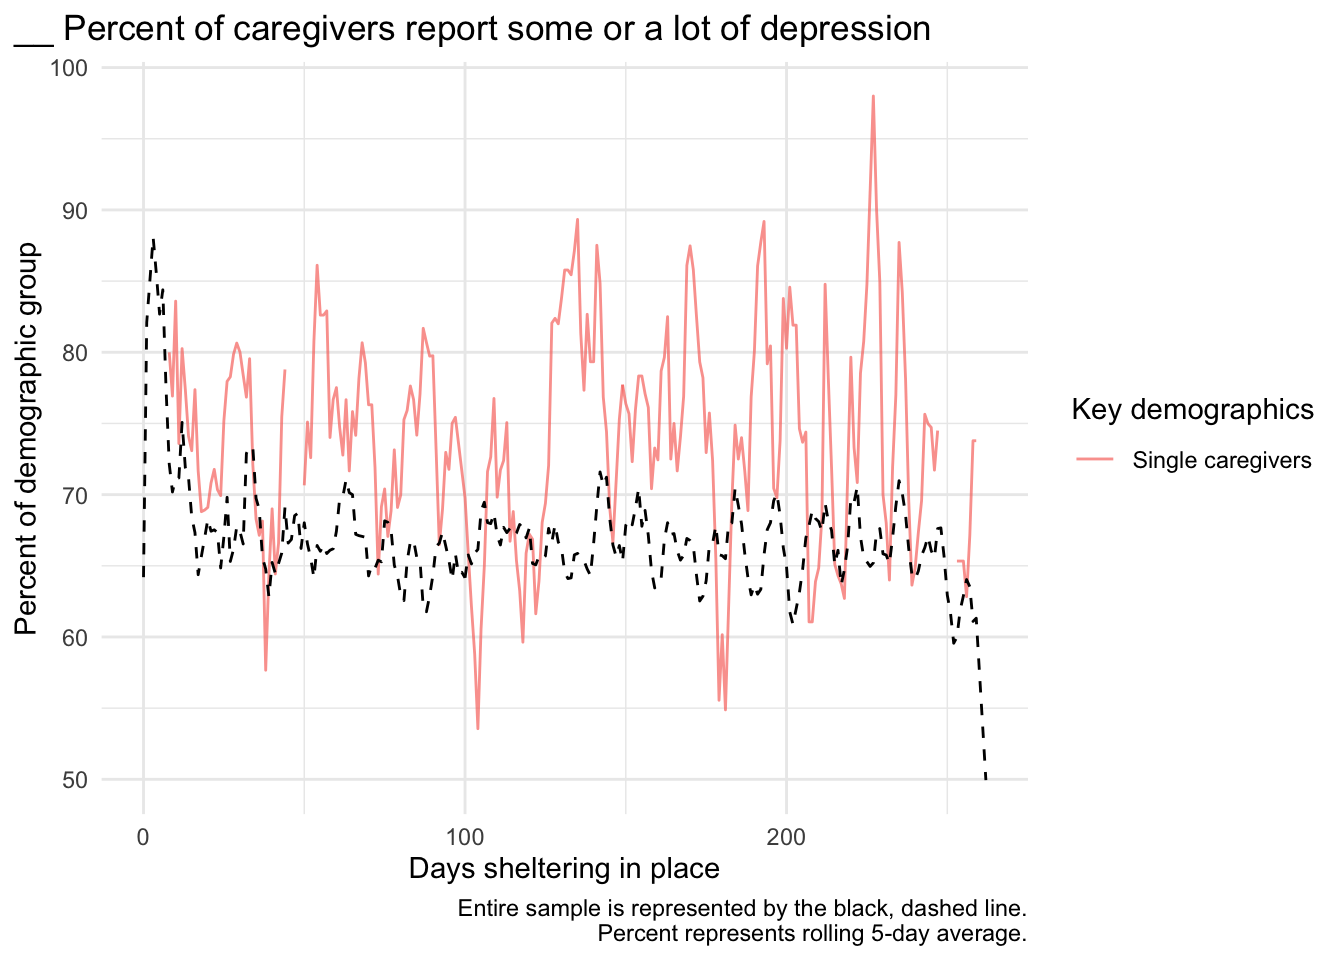 __ Percent of caregivers report some or a lot of depression
100
90
80
70
60
50
Percent of demographic group
0
100
200
Days sheltering in place
Key demographics
Single caregivers
Entire sample is represented by the black, dashed line.
Percent represents rolling 5-day average.